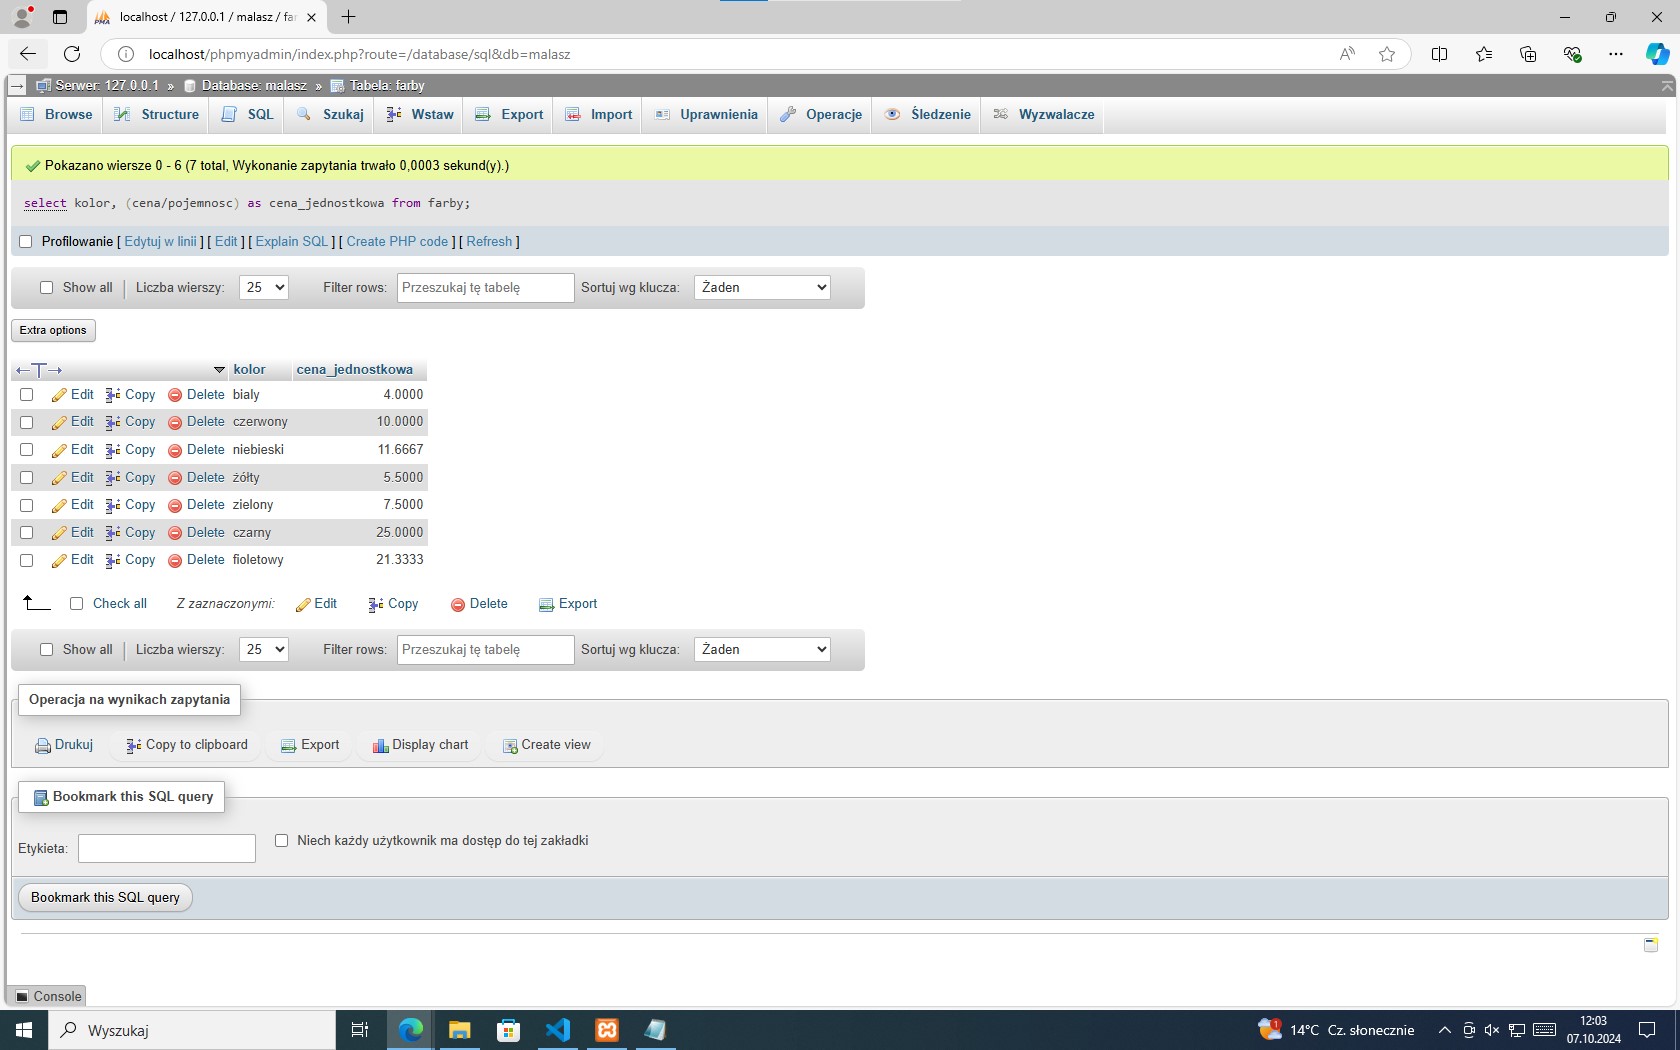 localhost / 127.0.0.1 / malasz / far
localhost/phpmyadmin/index.php?route=/database/sql&db=malasz
Serwer: 127.0.0.1 » Database: malasz » Tabela: farby
Browse Structure SQL Szukaj Wstaw Export Import Uprawnienia Operacje Śledzenie Wyzwalacze
Pokazano wiersze 0 - 6 (7 total, Wykonanie zapytania trwało 0,0003 sekund(y).)
select kolor, (cena/pojemnosc) as cena_jednostkowa from farby;
Profilowanie [ Edytuj w linii ] [ Edit ] [ Explain SQL ] [ Create PHP code ] [ Refresh ]
Show all | Liczba wierszy: 25 Filter rows: Przeszukaj tę tabelę Sortuj wg klucza: Żaden
Extra options
←T→ kolor cena_jednostkowa
Edit Copy Delete bialy 4.0000
Edit Copy Delete czerwony 10.0000
Edit Copy Delete niebieski 11.6667
Edit Copy Delete żółty 5.5000
Edit Copy Delete zielony 7.5000
Edit Copy Delete czarny 25.0000
Edit Copy Delete fioletowy 21.3333
Check all Z zaznaczonymi: Edit Copy Delete Export
Show all | Liczba wierszy: 25 Filter rows: Przeszukaj tę tabelę Sortuj wg klucza: Żaden
Operacja na wynikach zapytania
Drukuj Copy to clipboard Export Display chart Create view
Bookmark this SQL query
Etykieta: Niech każdy użytkownik ma dostęp do tej zakładki
Bookmark this SQL query
Console
Wyszukaj 1 14°C Cz. słonecznie 12:03
07.10.2024